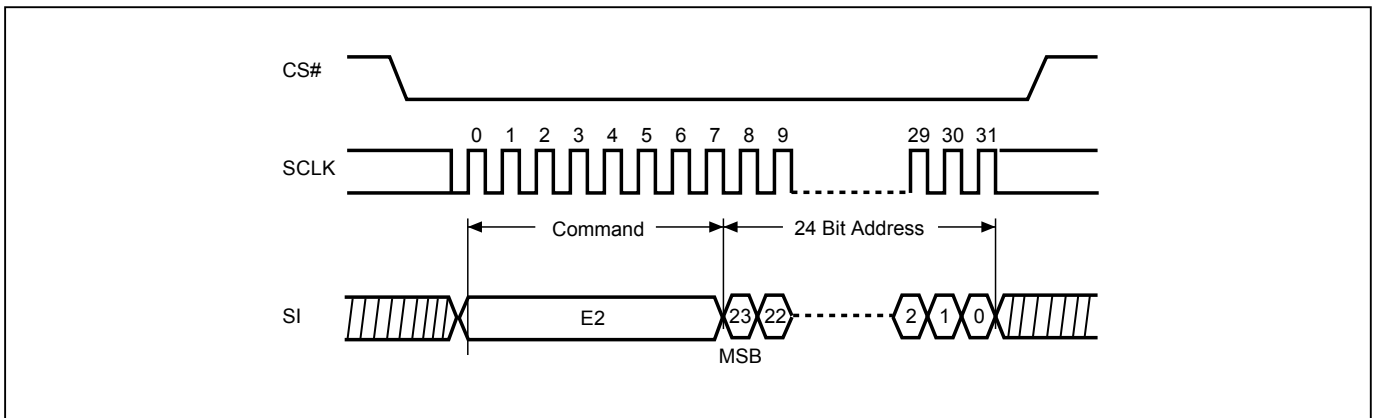 CS#
0 1 2 3 4 5 6 7 8 9 29 30 31
SCLK
Command 24 Bit Address
SI E2 23 22 2 1 0
MSB